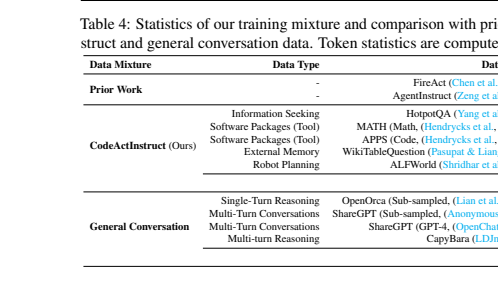 Table 4: Statistics of our training mixture and comparison with pri
struct and general conversation data. Token statistics are compute
Data Mixture Data Type Dat
Prior Work - FireAct (Chen et al.
- AgentInstruct (Zeng et a
Information Seeking HotpotQA (Yang et a
Software Packages (Tool) MATH (Math, (Hendrycks et al.,
CodeActInstruct (Ours) Software Packages (Tool) APPS (Code, (Hendrycks et al.,
External Memory WikiTableQuestion (Pasupat & Liang
Robot Planning ALFWorld (Shridhar et a
Single-Turn Reasoning OpenOrca (Sub-sampled, (Lian et al.
General Conversation Multi-Turn Conversations ShareGPT (Sub-sampled, (Anonymous
Multi-Turn Conversations ShareGPT (GPT-4, (OpenChat
Multi-turn Reasoning CapyBara (LDJn